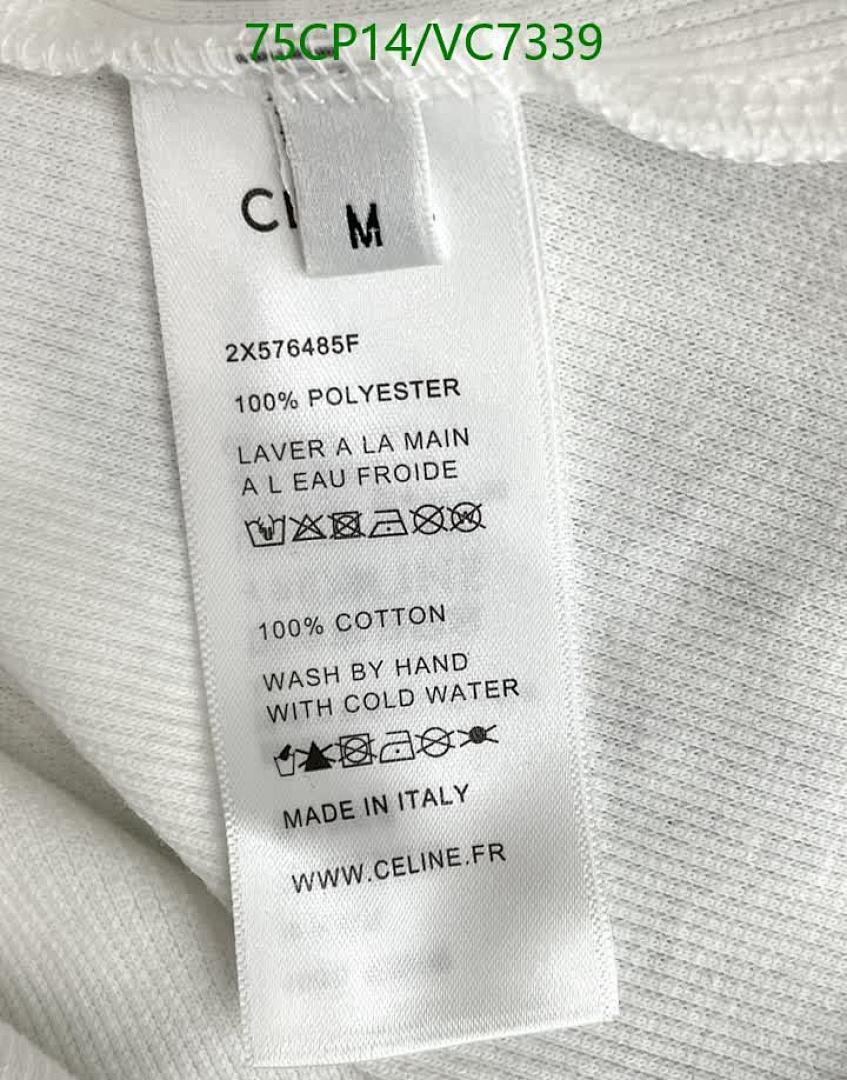 75CP14/VC7339
M
2X576485F
100% POLYESTER
LAVER A LA MAIN
A L EAU FROIDE
100% COTTON
WASH BY HAND
WITH COLD WATER
MADE IN ITALY
WWW.CELINE.FR